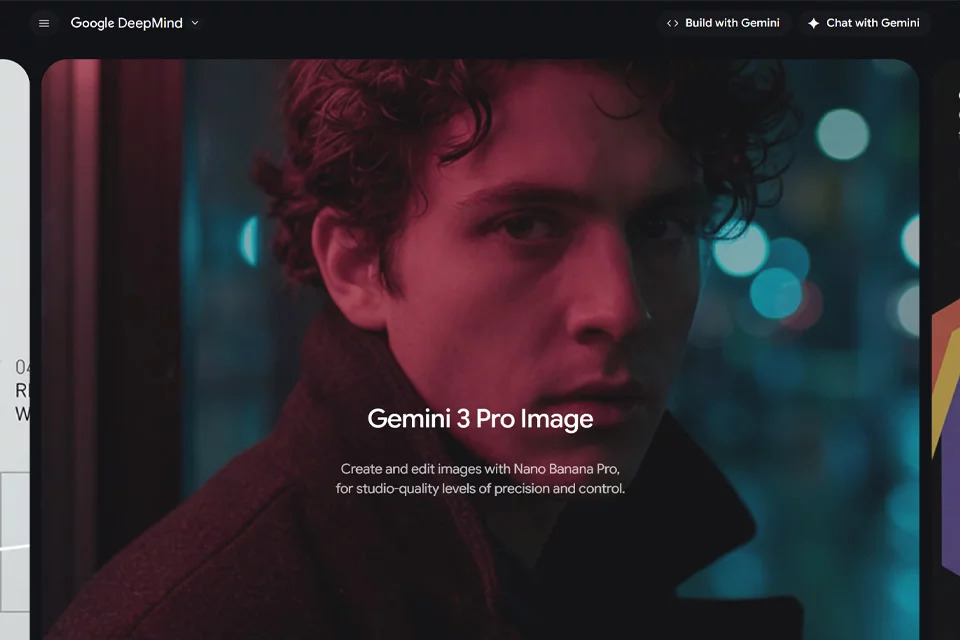 Google DeepMind
Build with Gemini
Chat with Gemini
Gemini 3 Pro Image
Create and edit images with Nano Banana Pro,
for studio-quality levels of precision and control.
04